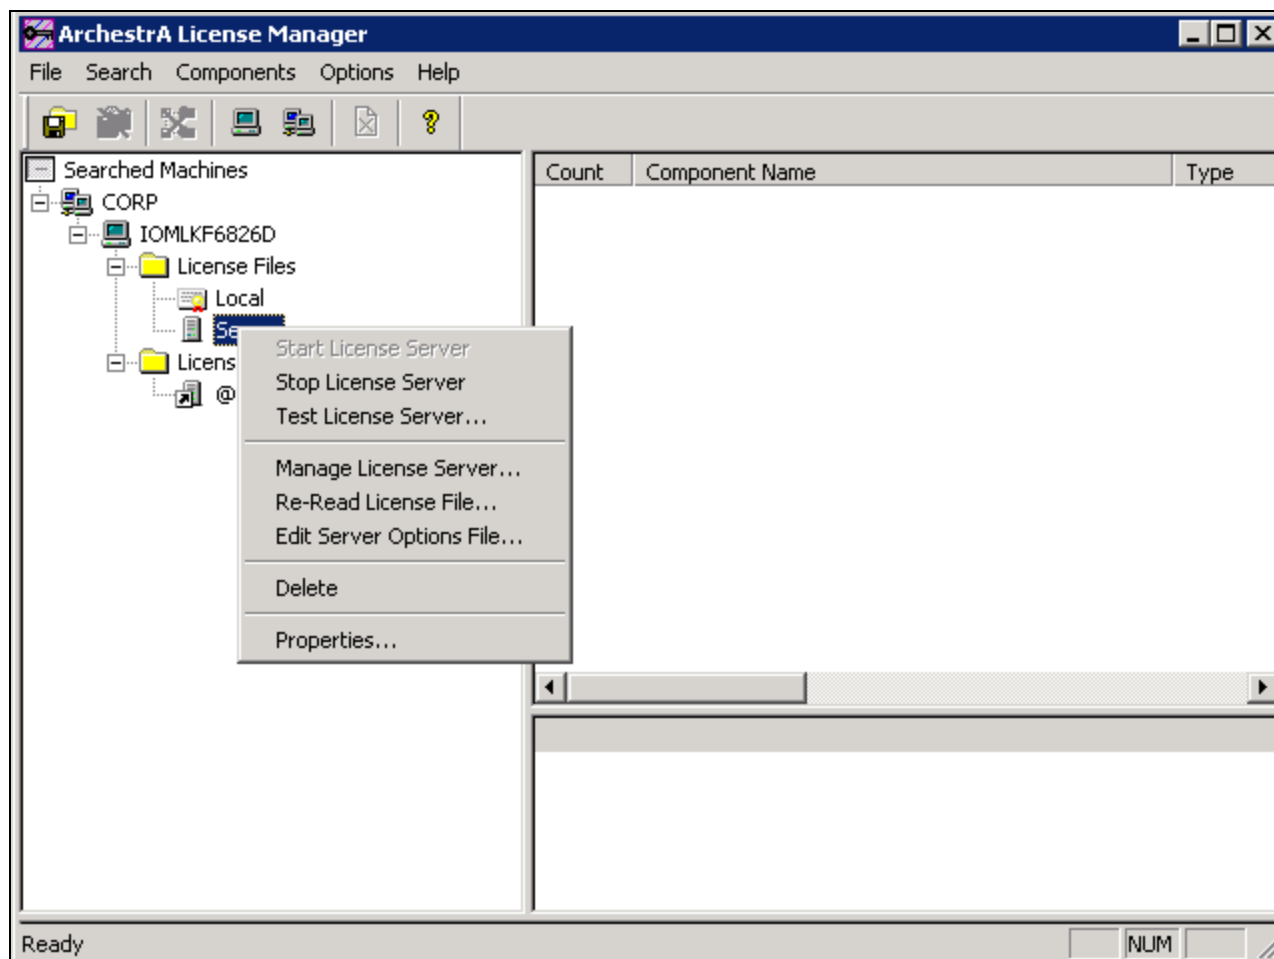 ArchestrA License Manager
File Search Components Options Help
Searched Machines
CORP
IOMLKF6826D
License Files
Local
Start License Server
Stop License Server
Test License Server...
Manage License Server...
Re-Read License File...
Edit Server Options File...
Delete
Properties...
@
Count Component Name Type
Ready
NUM